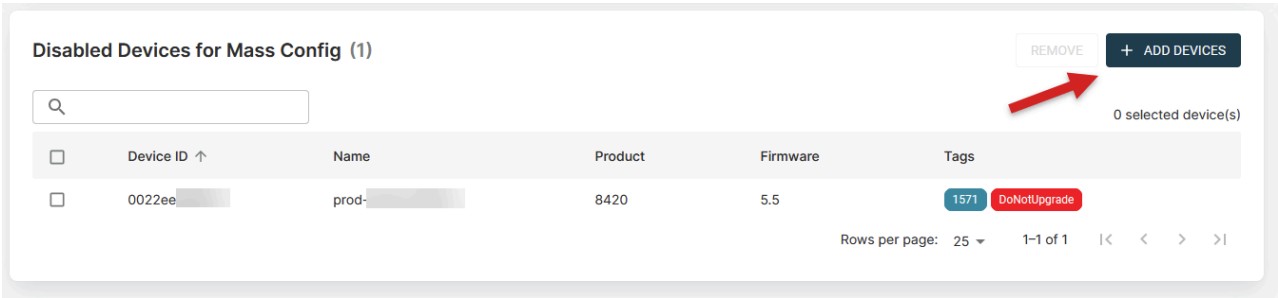 Disabled Devices for Mass Config (1)
REMOVE
+ ADD DEVICES
0 selected device(s)
Device ID ↑ Name Product Firmware Tags
0022ee prod- 8420 5.5 1571 DoNotUpgrade
Rows per page: 25 1–1 of 1